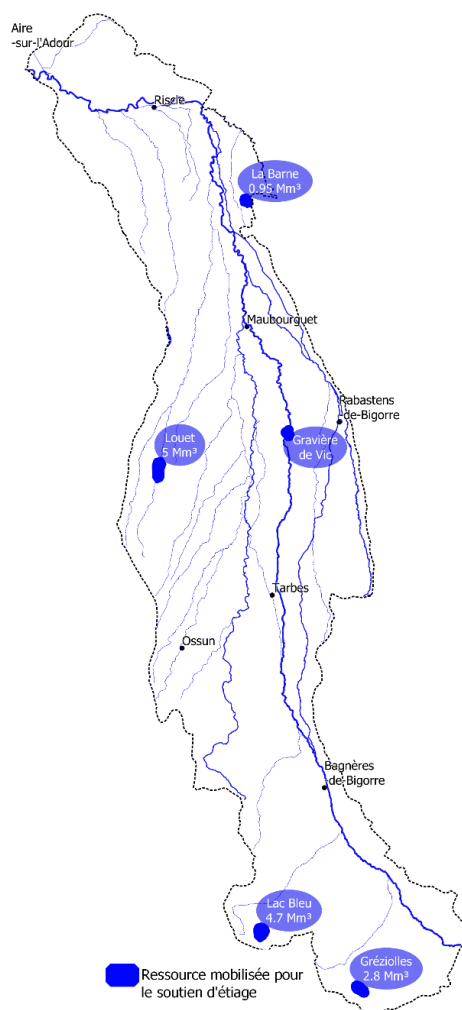 Aire
-sur-l'Adour
Riscle
La Barne
0.95 Mm³
Maubourguet
Rabastens
-de-Bigorre
Louet
5 Mm³
Gravière
de Vic
Tarbes
Ossun
Bagnères
-de-Bigorre
Lac Bleu
4.7 Mm³
Gréziolles
2.8 Mm³
Ressource mobilisée pour
le soutien d'étiage